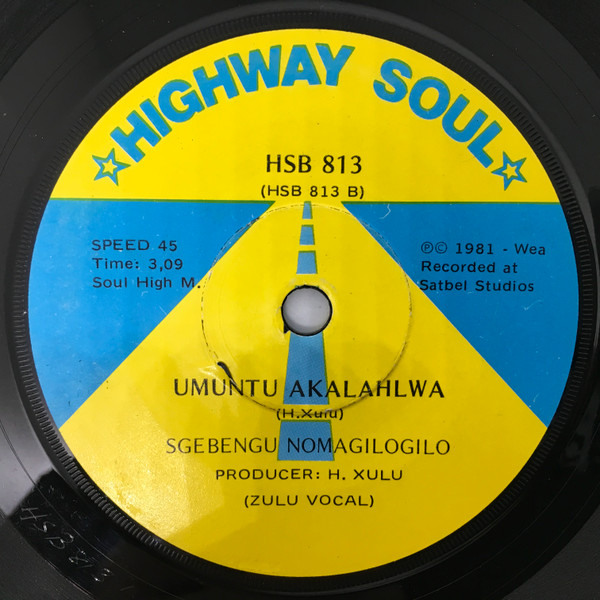 HIGHWAY SOUL
HSB 813
(HSB 813 B)
SPEED 45
Time: 3,09
Soul High M.
℗© 1981 - Wea
Recorded at
Satbel Studios
UMUNTU AKALAHLWA
(H.Xulu)
SGEBENGU NOMAGILOGILO
PRODUCER: H. XULU
(ZULU VOCAL)